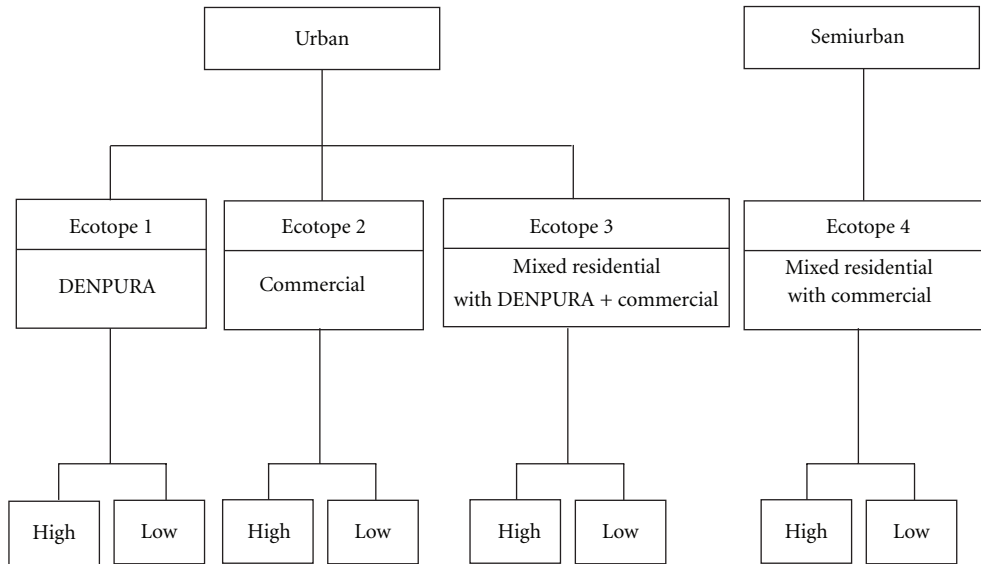 Urban
Semiurban
Ecotope 1
Ecotope 2
Ecotope 3
Ecotope 4
DENPURA
Commercial
Mixed residential
with DENPURA + commercial
Mixed residential
with commercial
High
Low
High
Low
High
Low
High
Low